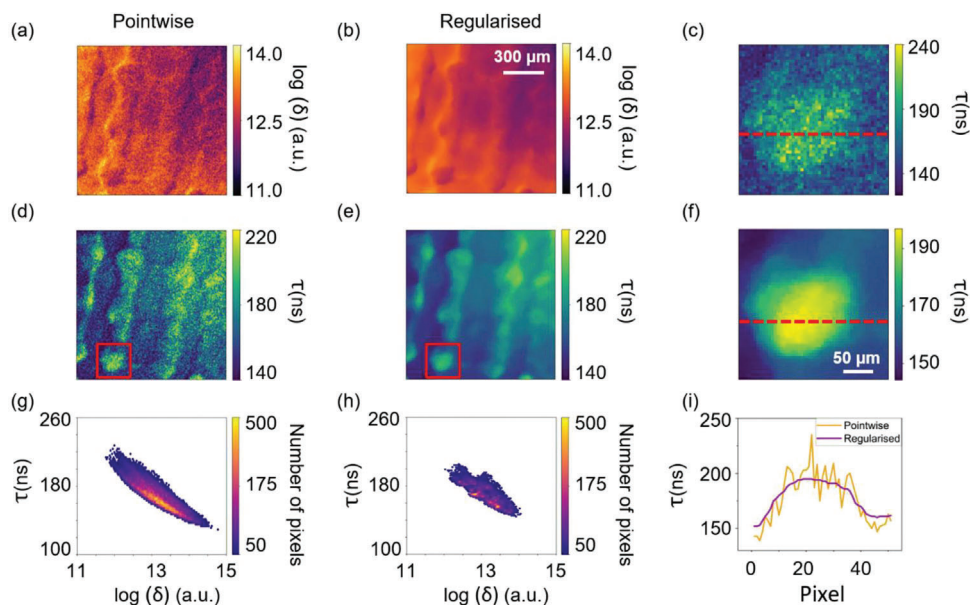 Pointwise
Regularised
(a)
14.0
12.5
11.0
log (δ) (a.u.)
(b)
300 µm
14.0
12.5
11.0
log (δ) (a.u.)
(c)
240
190
140
τ(ns)
(d)
220
180
140
τ(ns)
(e)
220
180
140
τ(ns)
(f)
50 µm
190
170
150
τ(ns)
(g)
260
180
100
τ(ns)
11 13 15
log (δ) (a.u.)
500
175
50
Number of pixels
(h)
260
180
100
τ(ns)
11 13 15
log (δ) (a.u.)
500
175
50
Number of pixels
(i)
Pointwise
Regularised
250
200
150
τ(ns)
0 20 40
Pixel